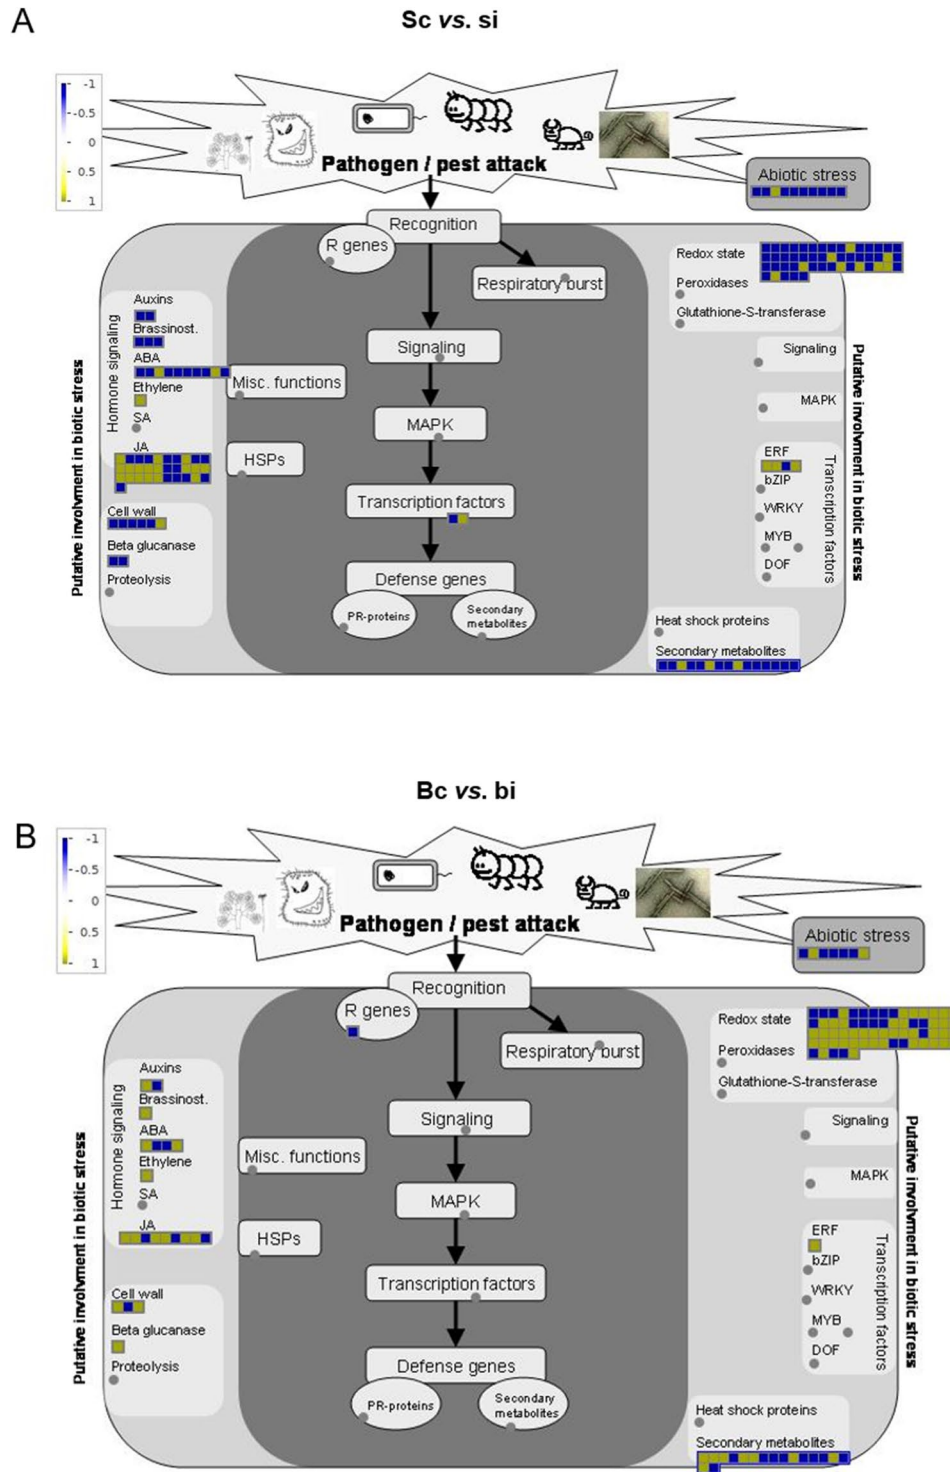 A
Sc vs. si
-1
-0.5
0
0.5
1
Pathogen / pest attack
Abiotic stress
Recognition
R genes
Respiratory burst
Redox state
Peroxidases
Glutathione-S-transferase
Auxins
Brassinost.
ABA
Ethylene
SA
JA
Hormone signaling
Putative involvment in biotic stress
Signaling
Misc. functions
MAPK
HSPs
Transcription factors
Cell wall
Beta glucanase
Proteolysis
Defense genes
PR-proteins
Secondary
metabolites
Signaling
MAPK
ERF
bZIP
WRKY
MYB
DOF
Transcription factors
Putative involvment in biotic stress
Heat shock proteins
Secondary metabolites
B
Bc vs. bi
-1
-0.5
0
0.5
1
Pathogen / pest attack
Abiotic stress
Recognition
R genes
Respiratory burst
Redox state
Peroxidases
Glutathione-S-transferase
Auxins
Brassinost.
ABA
Ethylene
SA
JA
Hormone signaling
Putative involvment in biotic stress
Signaling
Misc. functions
MAPK
HSPs
Transcription factors
Cell wall
Beta glucanase
Proteolysis
Defense genes
PR-proteins
Secondary
metabolites
Signaling
MAPK
ERF
bZIP
WRKY
MYB
DOF
Transcription factors
Putative involvment in biotic stress
Heat shock proteins
Secondary metabolites